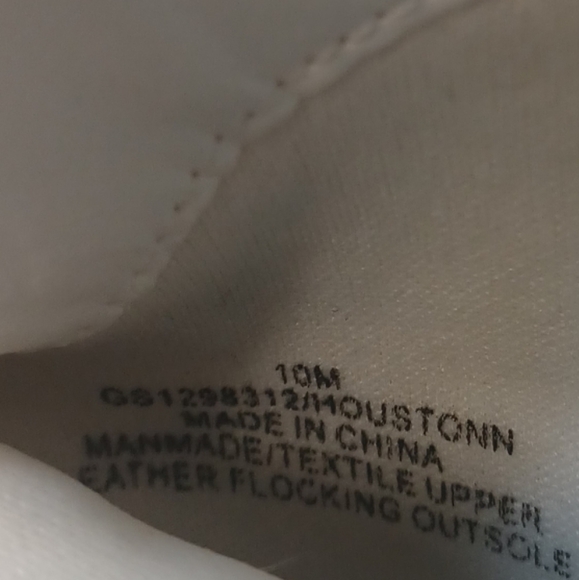 10M
GS1298312/HOUSTONN
MADE IN CHINA
MANMADE/TEXTILE UPPER
EATHER FLOCKING OUTSOLE